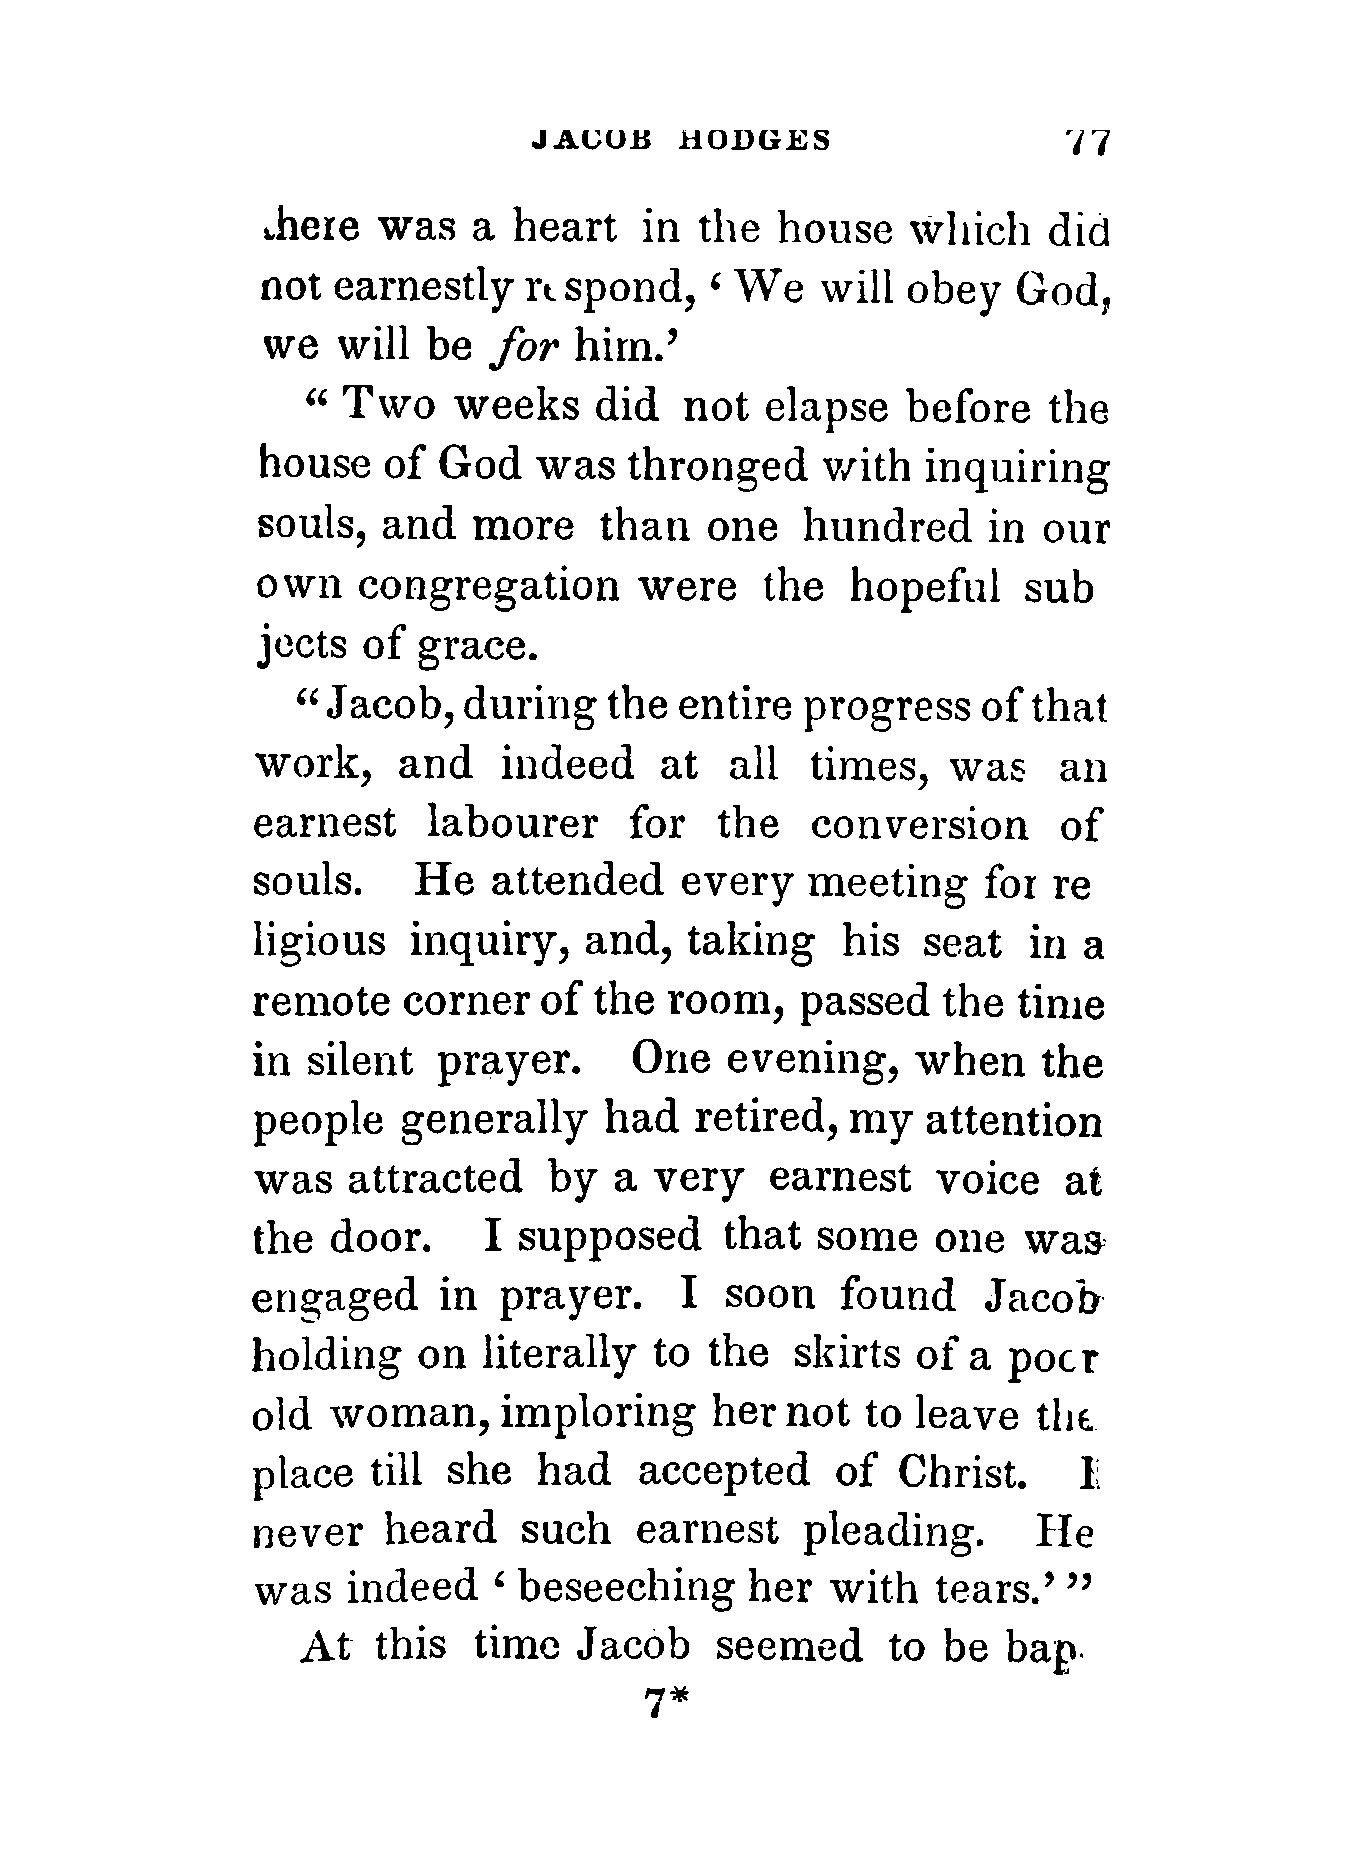 JACOB HODGES 77
there was a heart in the house which did
not earnestly respond, ‘ We will obey God,
we will be for him.’
“ Two weeks did not elapse before the
house of God was thronged with inquiring
souls, and more than one hundred in our
own congregation were the hopeful sub
jects of grace.
“ Jacob, during the entire progress of that
work, and indeed at all times, was an
earnest labourer for the conversion of
souls. He attended every meeting for re
ligious inquiry, and, taking his seat in a
remote corner of the room, passed the time
in silent prayer. One evening, when the
people generally had retired, my attention
was attracted by a very earnest voice at
the door. I supposed that some one was
engaged in prayer. I soon found Jacob
holding on literally to the skirts of a poor
old woman, imploring her not to leave the
place till she had accepted of Christ. I
never heard such earnest pleading. He
was indeed ‘ beseeching her with tears.’ ”
At this time Jacob seemed to be bap-
7*